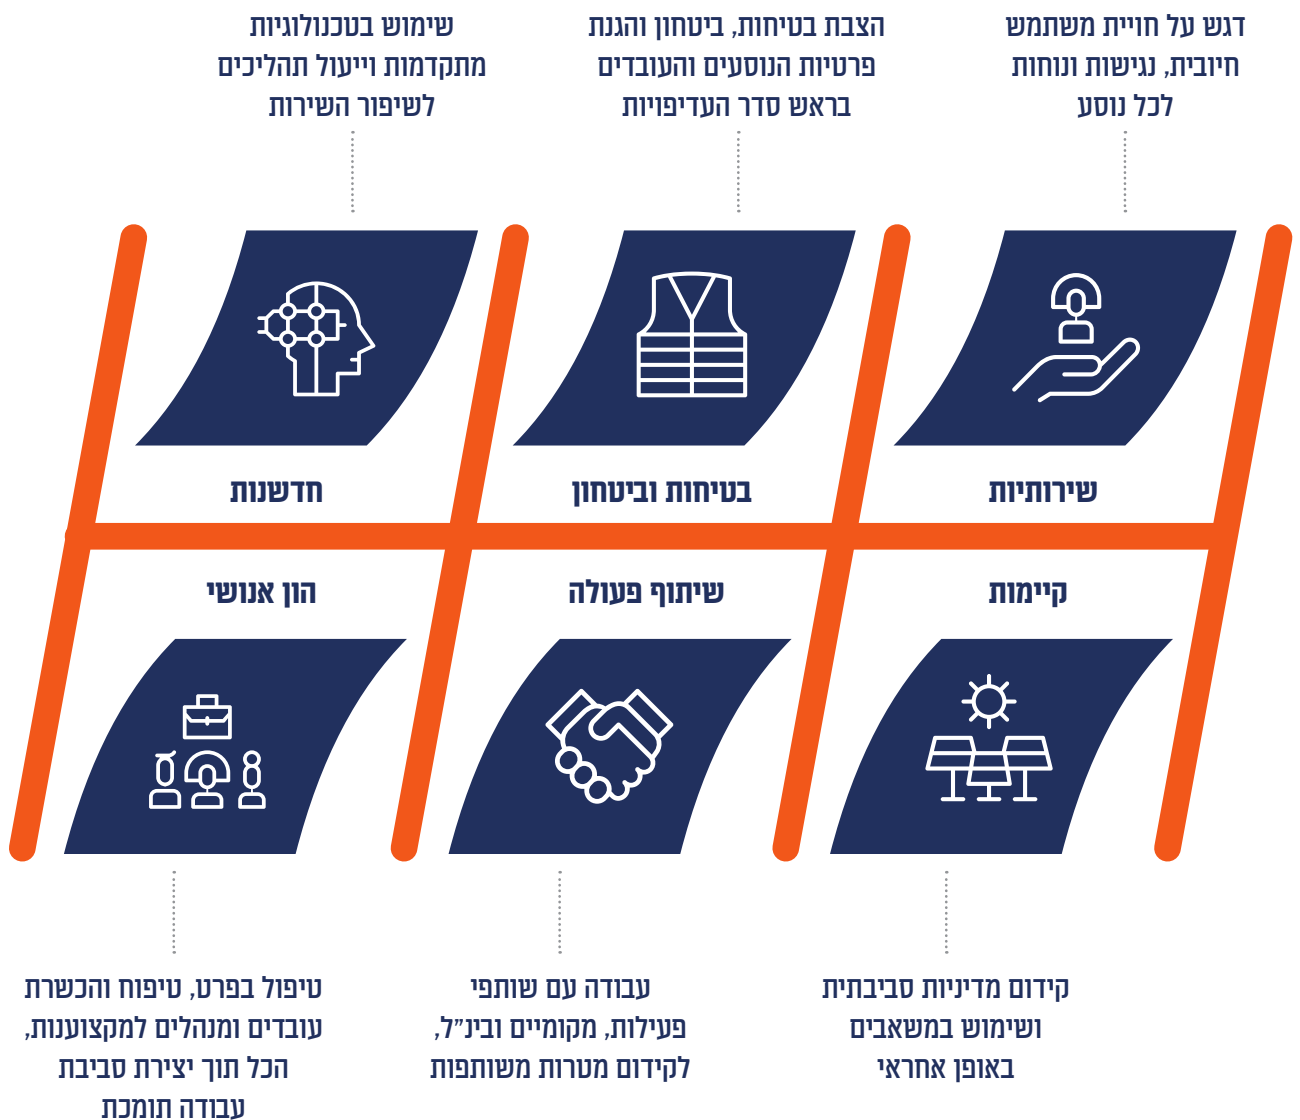 דגש על חויית משתמש
חיובית, נגישות ונוחות
לכל נוסע
הצבת בטיחות, ביטחון והגנת
פרטיות הנוסעים והעובדים
בראש סדר העדיפויות
שימוש בטכנולוגיות
מתקדמות וייעול תהליכים
לשיפור השירות
שירותיות
בטיחות וביטחון
חדשנות
קיימות
שיתוף פעולה
הון אנושי
קידום מדיניות סביבתית
ושימוש במשאבים
באופן אחראי
עבודה עם שותפי
פעילות, מקומיים ובינ״ל,
לקידום מטרות משותפות
טיפול בפרט, טיפוח והכשרת
עובדים ומנהלים למקצוענות,
הכל תוך יצירת סביבת
עבודה תומכת